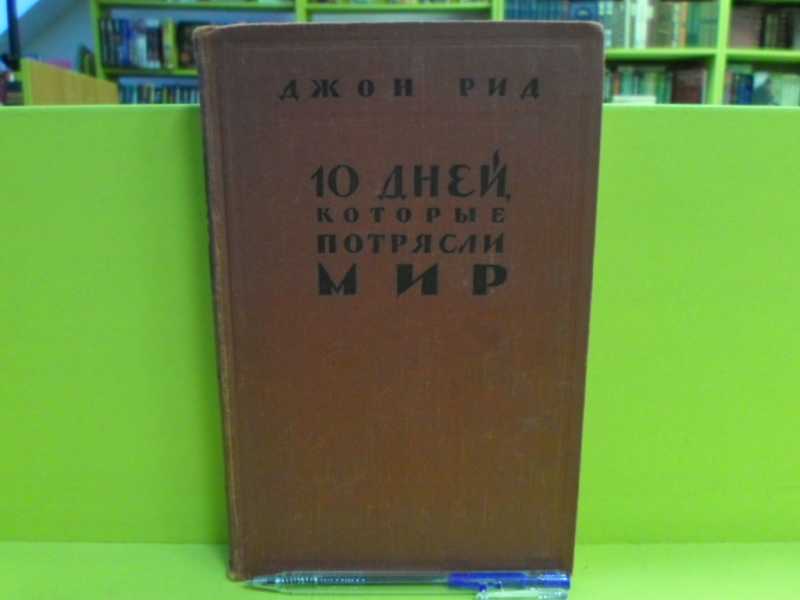 ДЖОН РИД
10 ДНЕЙ,
КОТОРЫЕ
ПОТРЯСЛИ
МИР